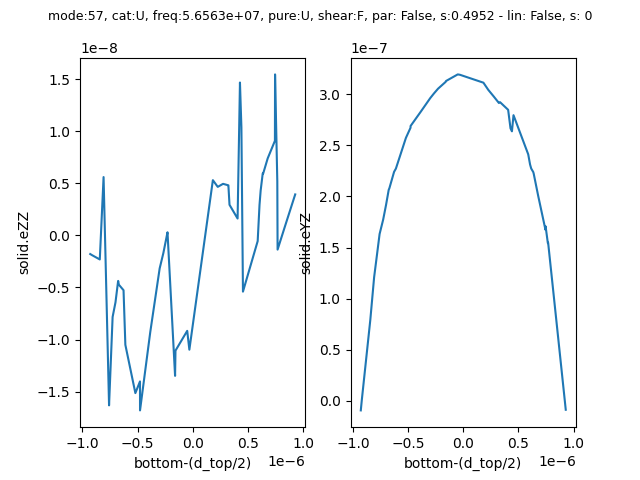 mode:57, cat:U, freq:5.6563e+07, pure:U, shear:F, par: False, s:0.4952 - lin: False, s: 0
1e−8
1.5
1.0
0.5
0.0
−0.5
−1.0
−1.5
solid.eZZ
−1.0
−0.5
0.0
0.5
1.0
bottom-(d_top/2)
1e−6
1e−7
3.0
2.5
2.0
1.5
1.0
0.5
0.0
solid.eYZ
−1.0
−0.5
0.0
0.5
1.0
bottom-(d_top/2)
1e−6